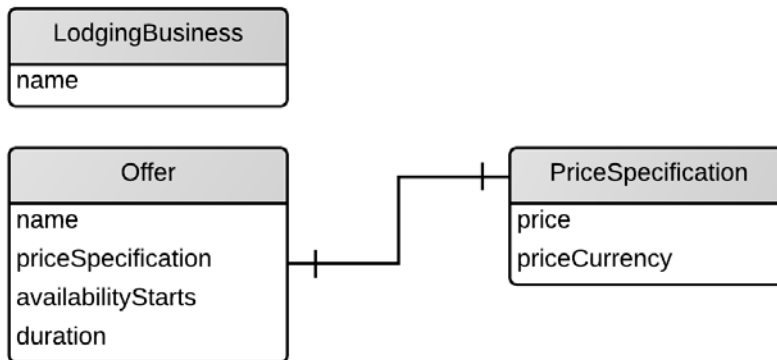 LodgingBusiness
name
Offer
name
priceSpecification
availabilityStarts
duration
PriceSpecification
price
priceCurrency